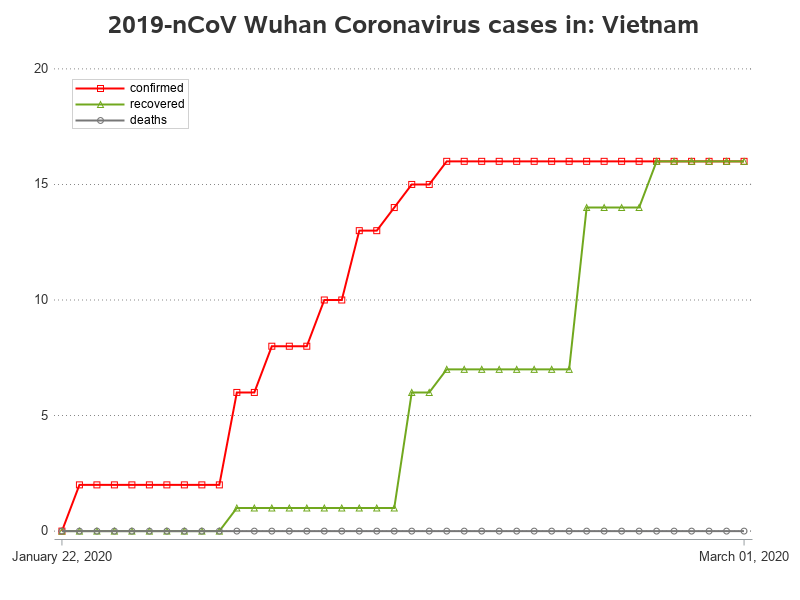 2019-nCoV Wuhan Coronavirus cases in: Vietnam
20
confirmed
recovered
deaths
15
10
5
0
January 22, 2020 March 01, 2020